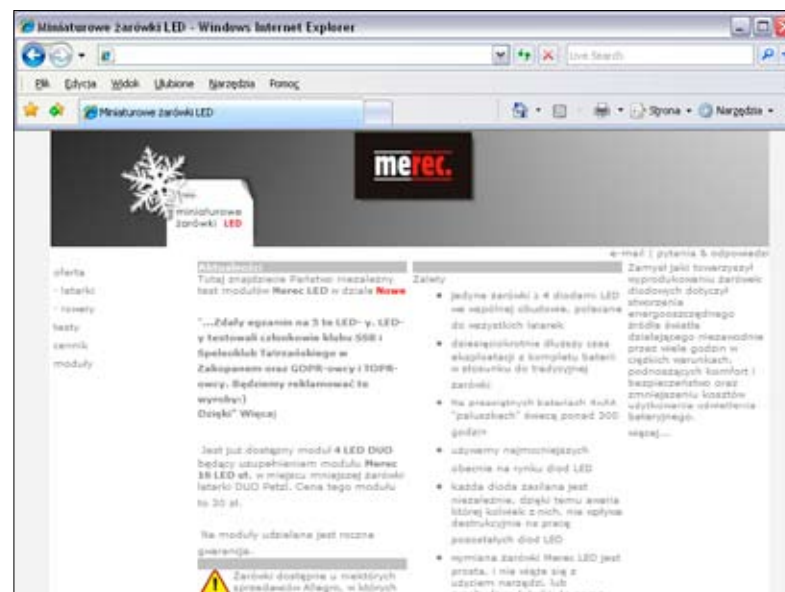 Miniaturowe żarówki LED - Windows Internet Explorer
Live Search
Plik Edycja Widok Ulubione Narzędzia Pomoc
Miniaturowe żarówki LED
Strona Narzędzia
merec.
miniaturowe
żarówki LED
e-mail | pytania & odpowiedzi
oferta
- latarki
- rowery
testy
cennik
moduły
Aktualności
Tutaj znajdziecie Państwo niezależny
test modułów Merec LED w dziale Nowe
"...Zdały egzamin na 5 te LED- y. LED-
y testowali członkowie klubu SSB i
Speleoklub Tatrzańskiego w
Zakopanem oraz GOPR-owcy i TOPR-
owcy. Będziemy reklamować te
wyroby:)
Dzięki" Więcej
Jest już dostępny moduł 4 LED DUO
będący uzupełnieniem modułu Merec
16 LED st. w miejscu mniejszej żarówki
latarki DUO Petzl. Cena tego modułu
to 30 zł.
Na moduły udzielana jest roczna
gwarancja.
Żarówki dostępne u niektórych
sprzedawców Allegro, w których
Zalety
jedyne żarówki z 4 diodami LED
we wspólnej obudowie, polecane
do wszystkich latarek
dziesięciokrotnie dłuższy czas
eksploatacji z kompletu baterii
w stosunku do tradycyjnej
żarówki
Na przeciętnych bateriach 4xAA
"paluszkach" świecą ponad 300
godzin
używamy najmocniejszych
obecnie na rynku diod LED
każda dioda zasilana jest
niezależnie, dzięki temu awaria
której kolwiek z nich, nie wpływa
destrukcyjnie na pracę
pozostałych diod LED
wymiana żarówki Merec LED jest
prosta, i nie wiąże się z
użyciem narzędzi, lub
Zamysł jaki towarzyszył
wyprodukowaniu żarówek
diodowych dotyczył
stworzenia
energooszczędnego
źródła światła
działającego niezawodnie
przez wiele godzin w
ciężkich warunkach,
podnoszących komfort i
bezpieczeństwo oraz
zmniejszeniu kosztów
użytkowania oświetlenia
bateryjnego.
więcej...